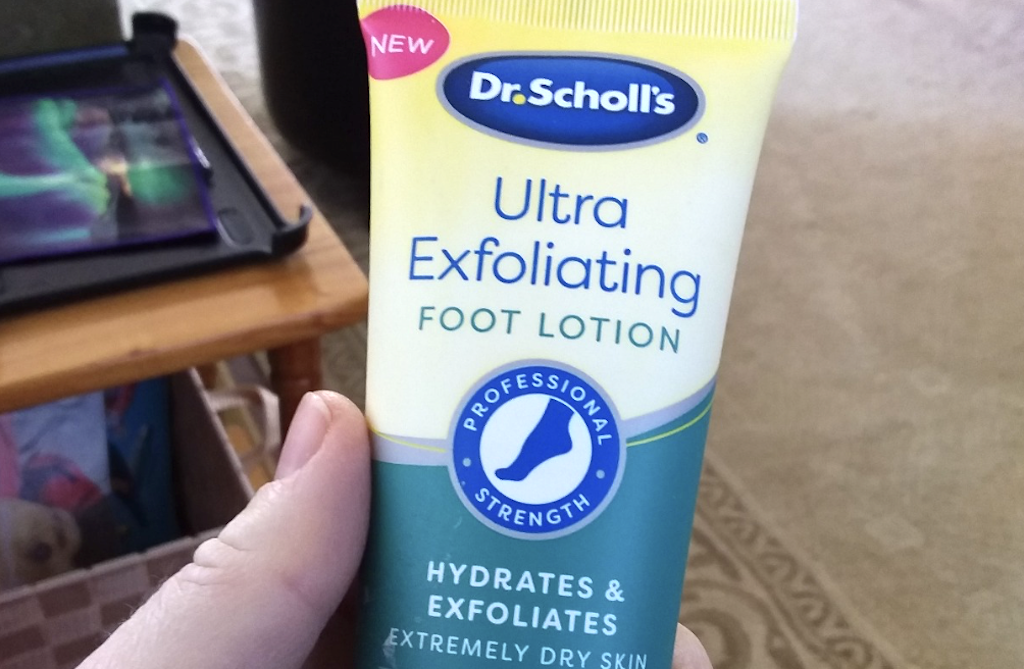 NEW
Dr.Scholl's
®
Ultra
Exfoliating
FOOT LOTION
PROFESSIONAL
STRENGTH
HYDRATES &
EXFOLIATES
EXTREMELY DRY SKIN